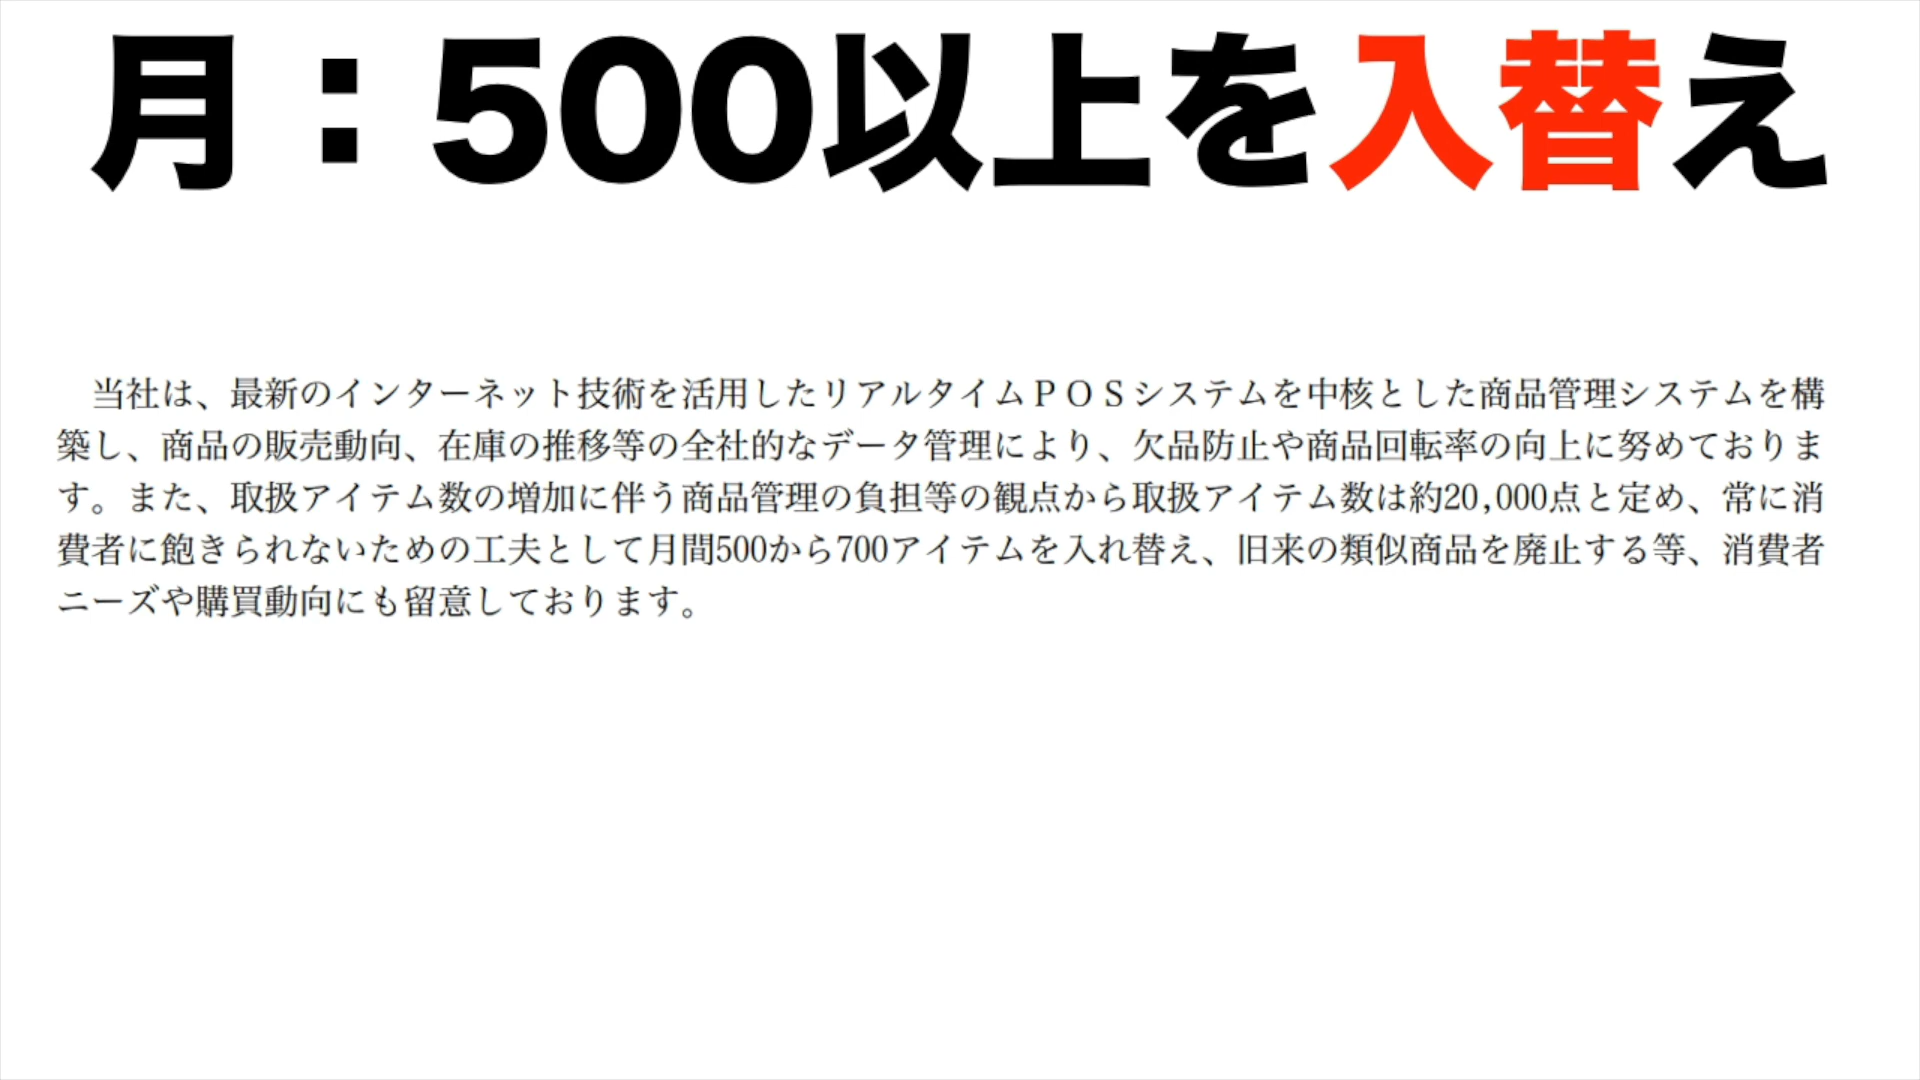 月：500以上を入替え
　当社は、最新のインターネット技術を活用したリアルタイムＰＯＳシステムを中核とした商品管理システムを構
築し、商品の販売動向、在庫の推移等の全社的なデータ管理により、欠品防止や商品回転率の向上に努めておりま
す。また、取扱アイテム数の増加に伴う商品管理の負担等の観点から取扱アイテム数は約20,000点と定め、常に消
費者に飽きられないための工夫として月間500から700アイテムを入れ替え、旧来の類似商品を廃止する等、消費者
ニーズや購買動向にも留意しております。